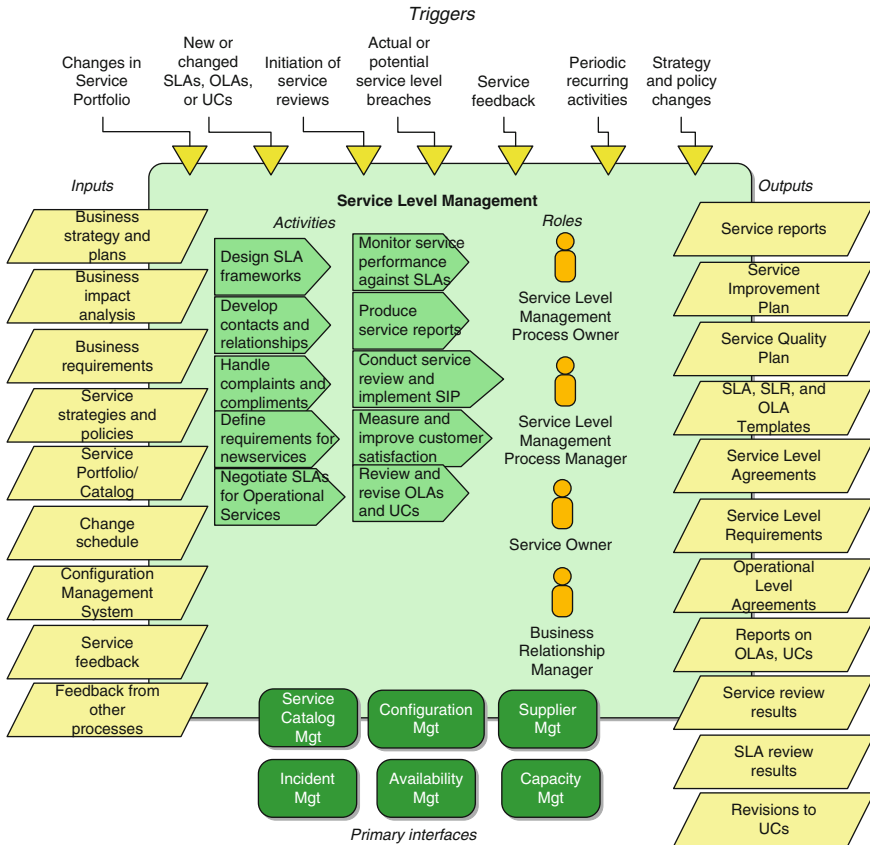 Triggers
Changes in
Service
Portfolio
New or
changed
SLAs, OLAs,
or UCs
Initiation of
service
reviews
Actual or
potential
service level
breaches
Service
feedback
Periodic
recurring
activities
Strategy
and policy
changes
Inputs
Business
strategy and
plans
Business
impact
analysis
Business
requirements
Service
strategies and
policies
Service
Portfolio/
Catalog
Change
schedule
Configuration
Management
System
Service
feedback
Feedback from
other
processes
Service Level Management
Activities
Design SLA
frameworks
Develop
contacts and
relationships
Handle
complaints and
compliments
Define
requirements for
newservices
Negotiate SLAs
for Operational
Services
Monitor service
performance
against SLAs
Produce
service reports
Conduct service
review and
implement SIP
Measure and
improve customer
satisfaction
Review and
revise OLAs
and UCs
Roles
Service Level
Management
Process Owner
Service Level
Management
Process Manager
Service Owner
Business
Relationship
Manager
Outputs
Service reports
Service
Improvement
Plan
Service Quality
Plan
SLA, SLR, and
OLA
Templates
Service Level
Agreements
Service Level
Requirements
Operational
Level
Agreements
Reports on
OLAs, UCs
Service review
results
SLA review
results
Revisions to
UCs
Service
Catalog
Mgt
Configuration
Mgt
Supplier
Mgt
Incident
Mgt
Availability
Mgt
Capacity
Mgt
Primary interfaces